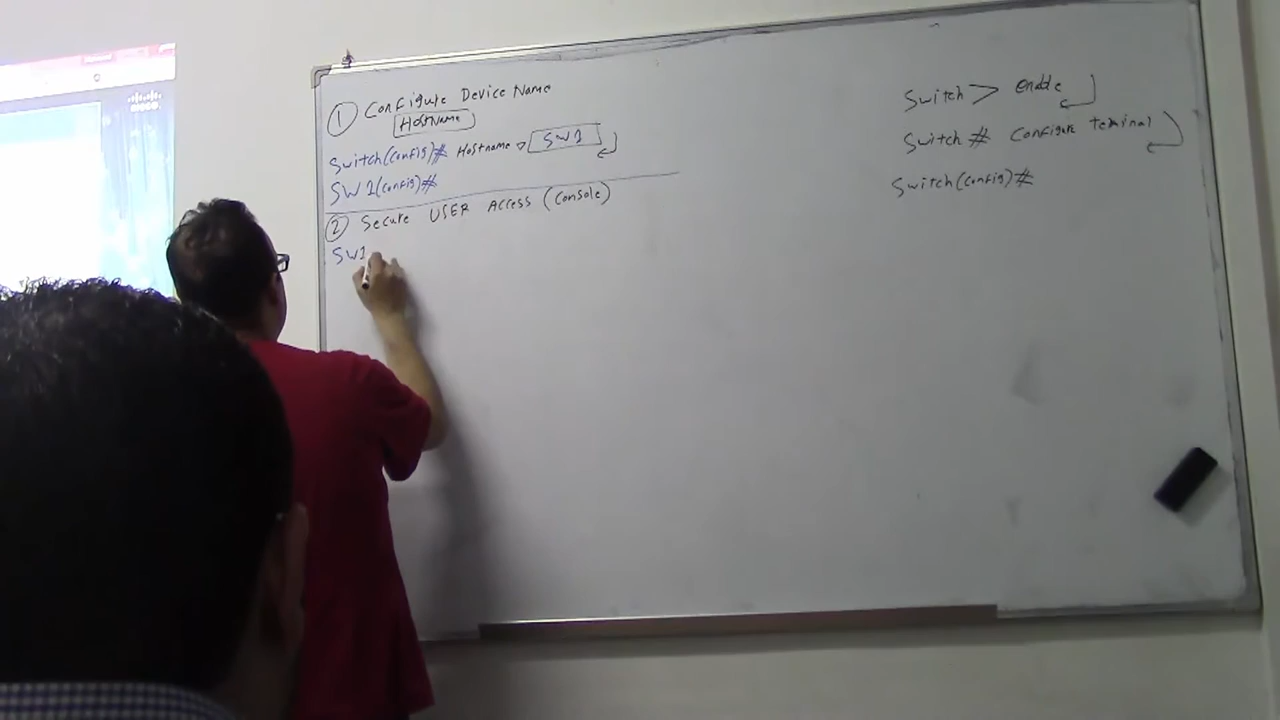 ① Configure Device Name
Hostname
Switch(config)# Hostname SW1
SW1(config)#
② Secure USER Access (console)
SW1
Switch> enable
Switch# configure teminal
Switch(config)#